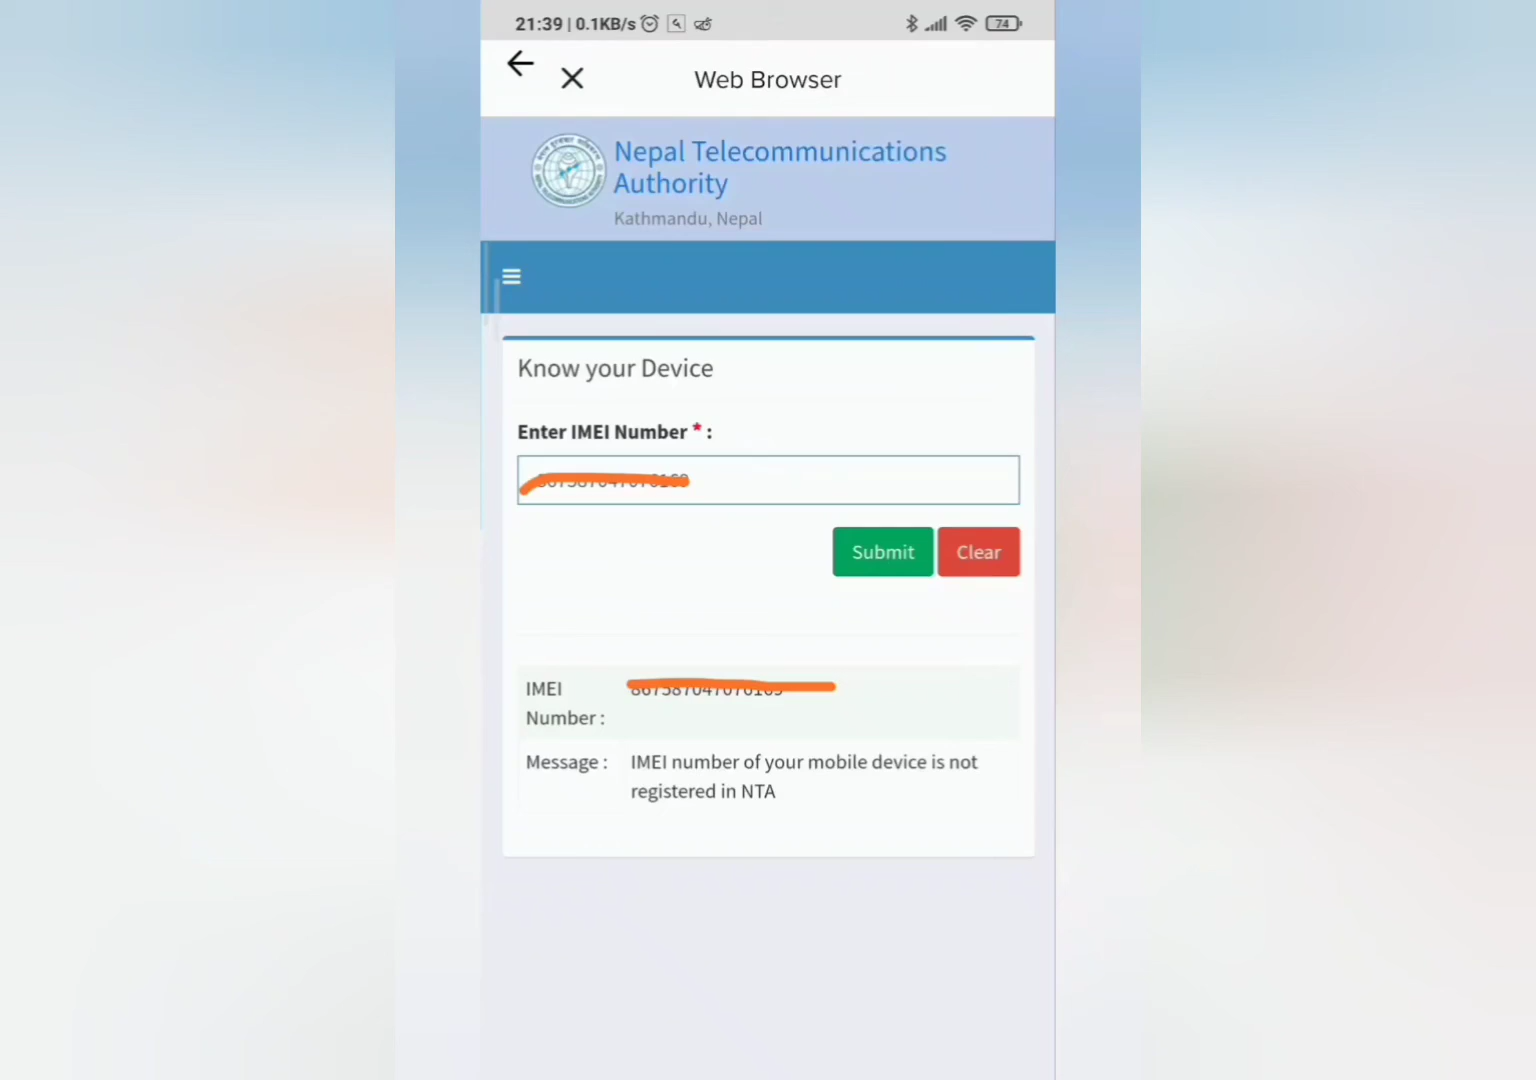 21:39 | 0.1KB/s
74
Web Browser
Nepal Telecommunications
Authority
Kathmandu, Nepal
Know your Device
Enter IMEI Number * :
Submit
Clear
IMEI
Number :
Message :
IMEI number of your mobile device is not
registered in NTA